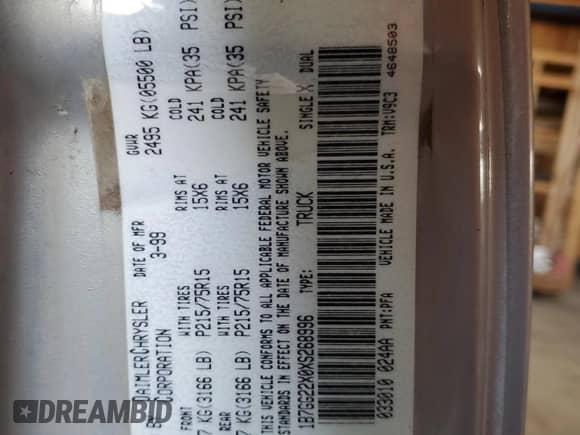 DAIMLERCHRYSLER CORPORATION
DATE OF MFR GVWR
3-99 2495 KG(05500 LB)
WITH TIRES RIMS AT COLD
7 KG(3166 LB) P215/75R15 15X6 241 KPA(35 PSI)
REAR WITH TIRES RIMS AT COLD
7 KG(3166 LB) P215/75R15 15X6 241 KPA(35 PSI)
THIS VEHICLE CONFORMS TO ALL APPLICABLE FEDERAL MOTOR VEHICLE SAFETY
STANDARDS IN EFFECT ON THE DATE OF MANUFACTURE SHOWN ABOVE.
1B7GG22X0XS268996 TYPE: TRUCK SINGLE X DUAL
033010 024AA PNT:PFA VEHICLE MADE IN U.S.A. TRM:V9C3 4648503
DREAMBID
AUTO AUCTIONS EASY